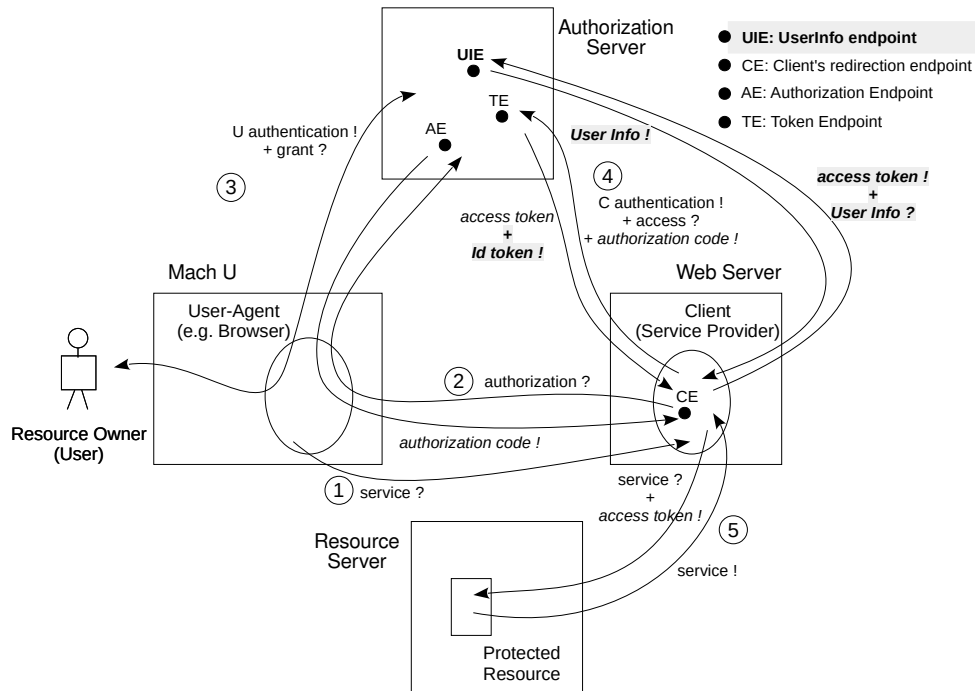 Authorization
Server
UIE: UserInfo endpoint
CE: Client's redirection endpoint
AE: Authorization Endpoint
TE: Token Endpoint
UIE
TE
AE
U authentication !
+ grant ?
3
User Info !
4
C authentication !
+ access ?
+ authorization code !
access token !
+
User Info ?
access token
+
Id token !
Mach U
Web Server
User-Agent
(e.g. Browser)
Client
(Service Provider)
CE
2
authorization ?
Resource Owner
(User)
authorization code !
1
service ?
service ?
+
access token !
5
service !
Resource
Server
Protected
Resource